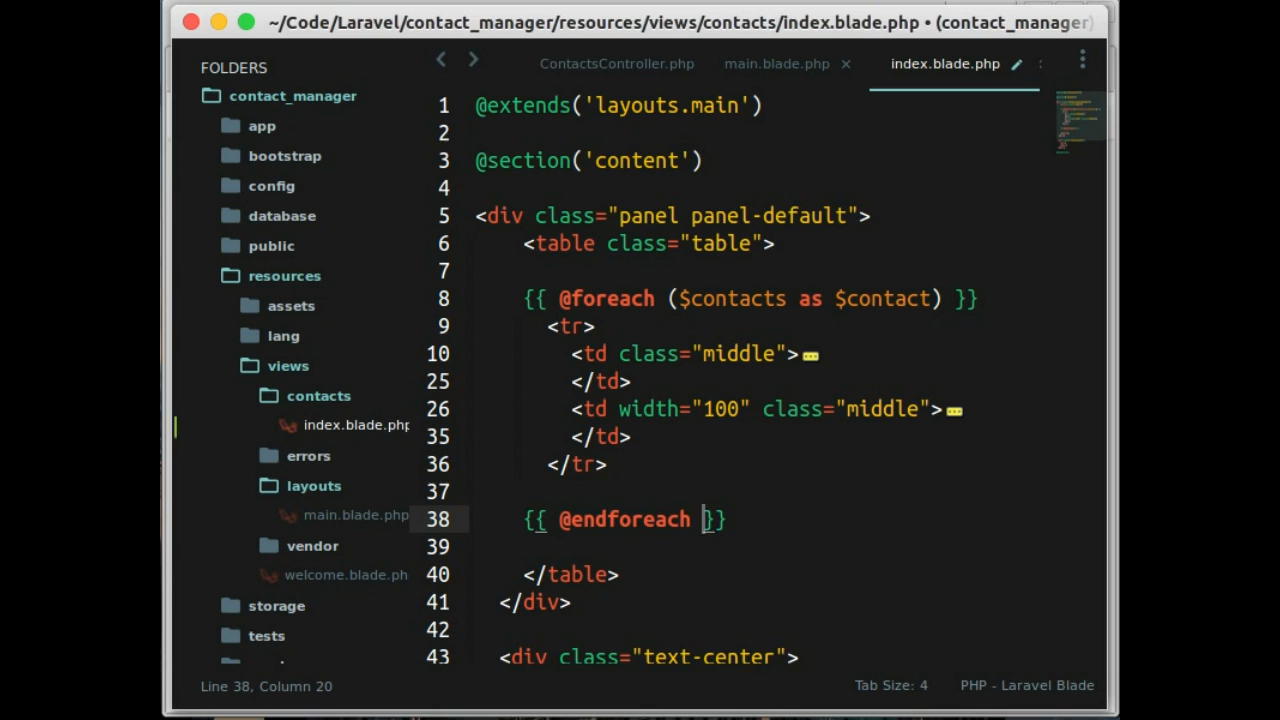 ~/Code/Laravel/contact_manager/resources/views/contacts/index.blade.php • (contact_manager)
FOLDERS
contact_manager
app
bootstrap
config
database
public
resources
assets
lang
views
contacts
index.blade.php
errors
layouts
main.blade.php
vendor
welcome.blade.ph
storage
tests
ContactsController.php
main.blade.php ×
index.blade.php
1 @extends('layouts.main')
2
3 @section('content')
4
5 <div class="panel panel-default">
6 <table class="table">
7
8 {{ @foreach ($contacts as $contact) }}
9 <tr>
10 <td class="middle">
25 </td>
26 <td width="100" class="middle">
35 </td>
36 </tr>
37
38 {{ @endforeach }}
39
40 </table>
41 </div>
42
43 <div class="text-center">
Line 38, Column 20
Tab Size: 4
PHP - Laravel Blade